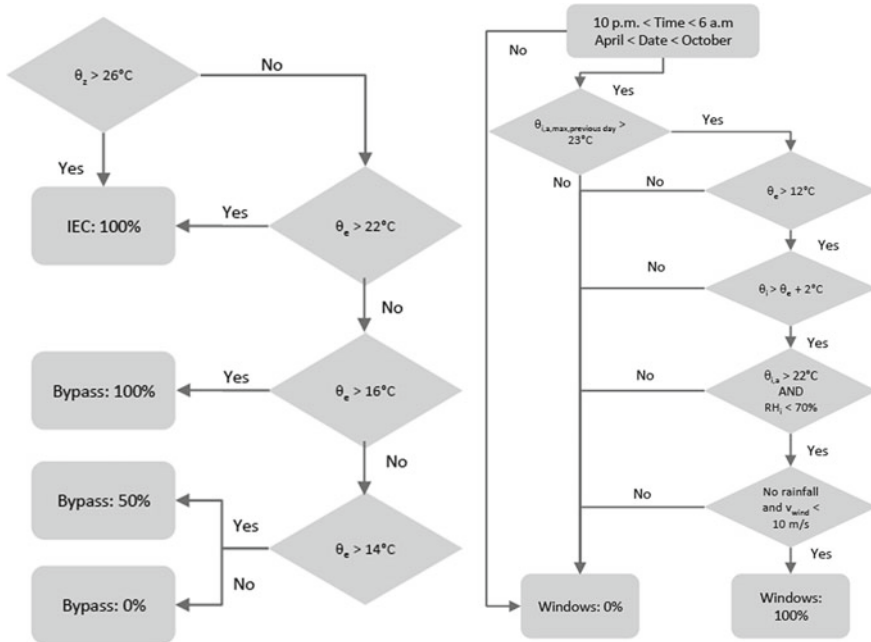 θz > 26°C
No
Yes
IEC: 100%
Yes
θe > 22°C
No
Bypass: 100%
Yes
θe > 16°C
No
Bypass: 50%
Yes
θe > 14°C
No
Bypass: 0%
10 p.m. < Time < 6 a.m
April < Date < October
No
Yes
θi,a,max,previous day >
23°C
Yes
No
No
θe > 12°C
Yes
No
θi > θe + 2°C
Yes
No
θi,a > 22°C
AND
RHi < 70%
Yes
No
No rainfall
and vwind <
10 m/s
Yes
Windows: 0%
Windows:
100%